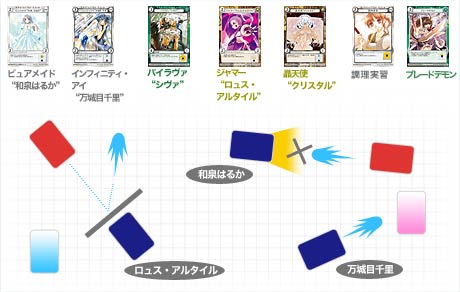 ピュアメイド
“和泉はるか”
インフィニティ・
アイ
“万城目千里”
バイラヴァ
“シヴァ”
ジャマー
“ロュス・
アルタイル”
晶天使
“クリスタル”
調理実習
ブレードデモン
和泉はるか
ロュス・アルタイル
万城目千里